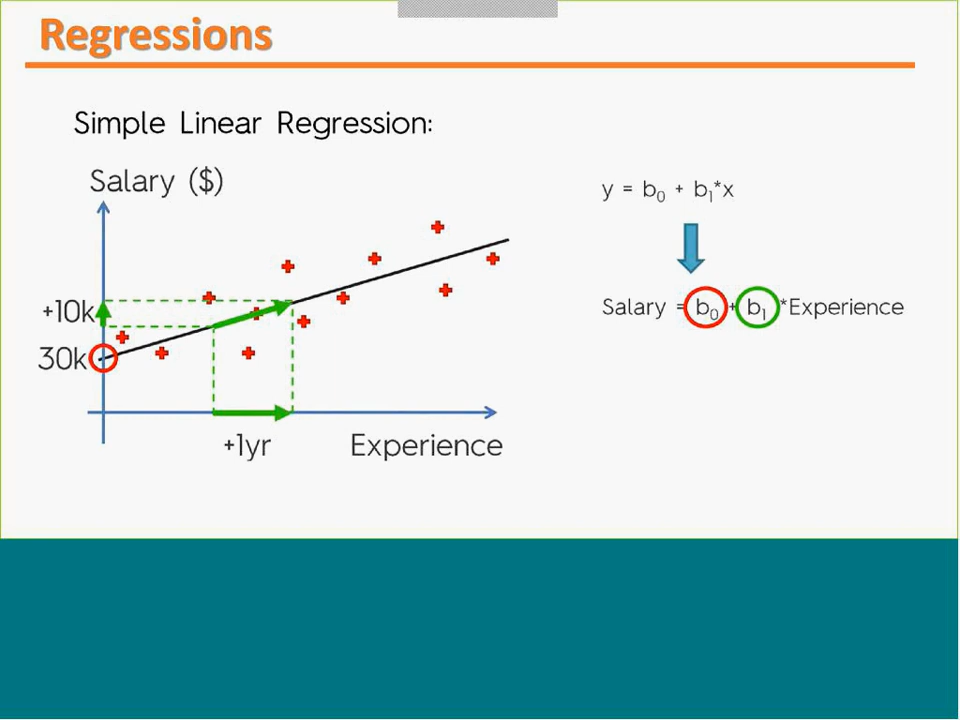 Regressions
Simple Linear Regression:
Salary ($)
y = b₀ + b₁*x
+10k
Salary = b₀ + b₁ *Experience
30k
+1yr
Experience